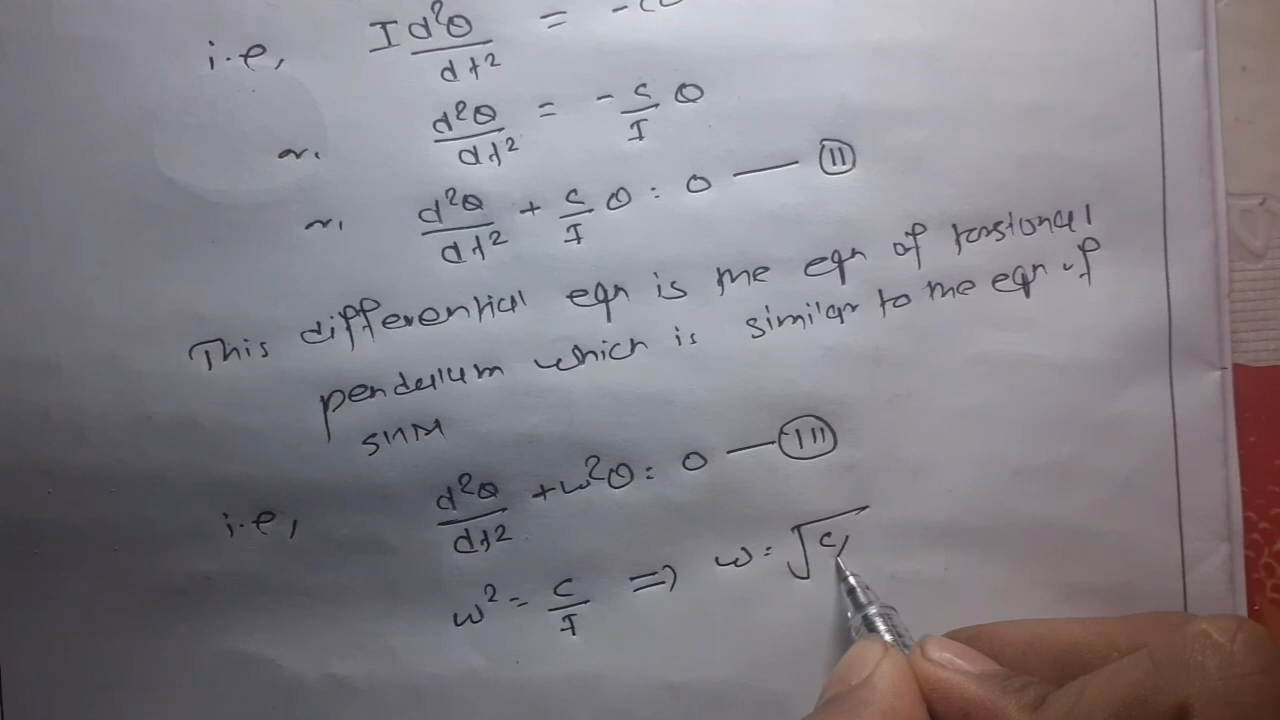 i.e, I d²θ/dt² = -
or, d²θ/dt² = - c/I θ
or, d²θ/dt² + c/I θ = 0 — (II)
This differential eqn is the eqn of torsional
pendulum which is similar to the eqn of
SHM
i.e, d²θ/dt² + ω²θ = 0 — (III)
ω² = c/I => ω = √c/